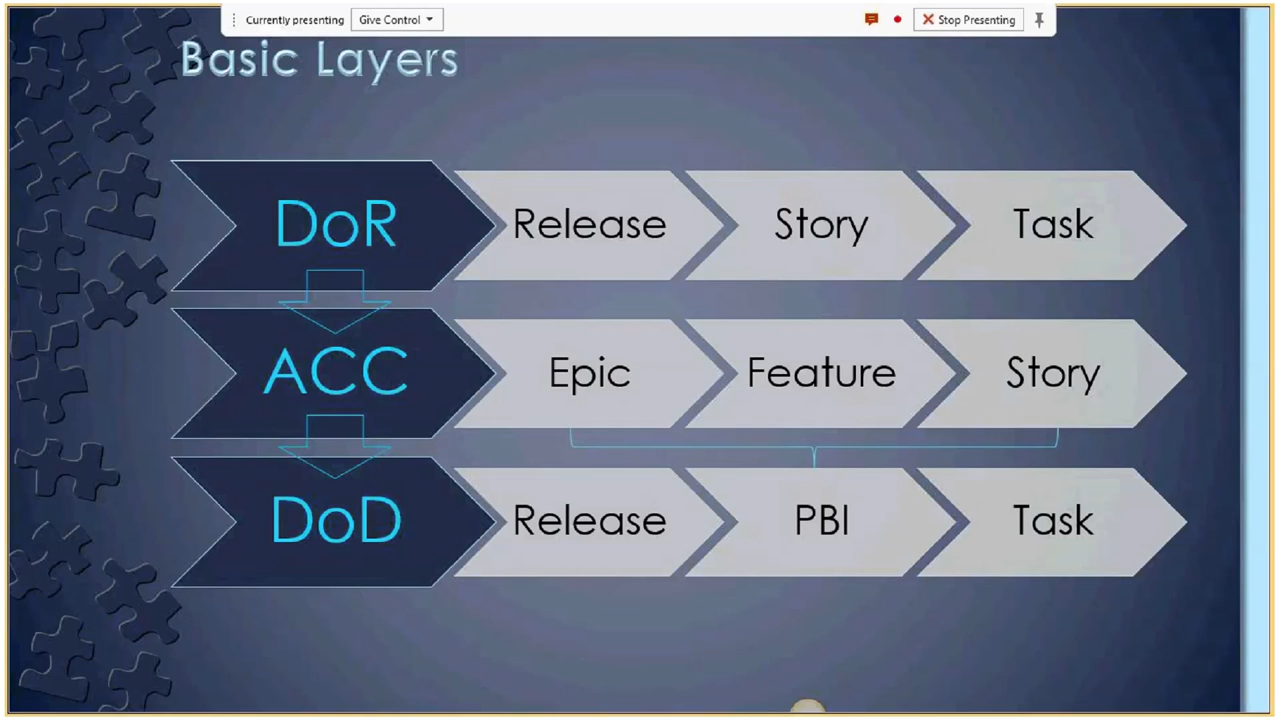 Currently presenting Give Control Stop Presenting
Basic Layers
DoR Release Story Task
ACC Epic Feature Story
DoD Release PBI Task